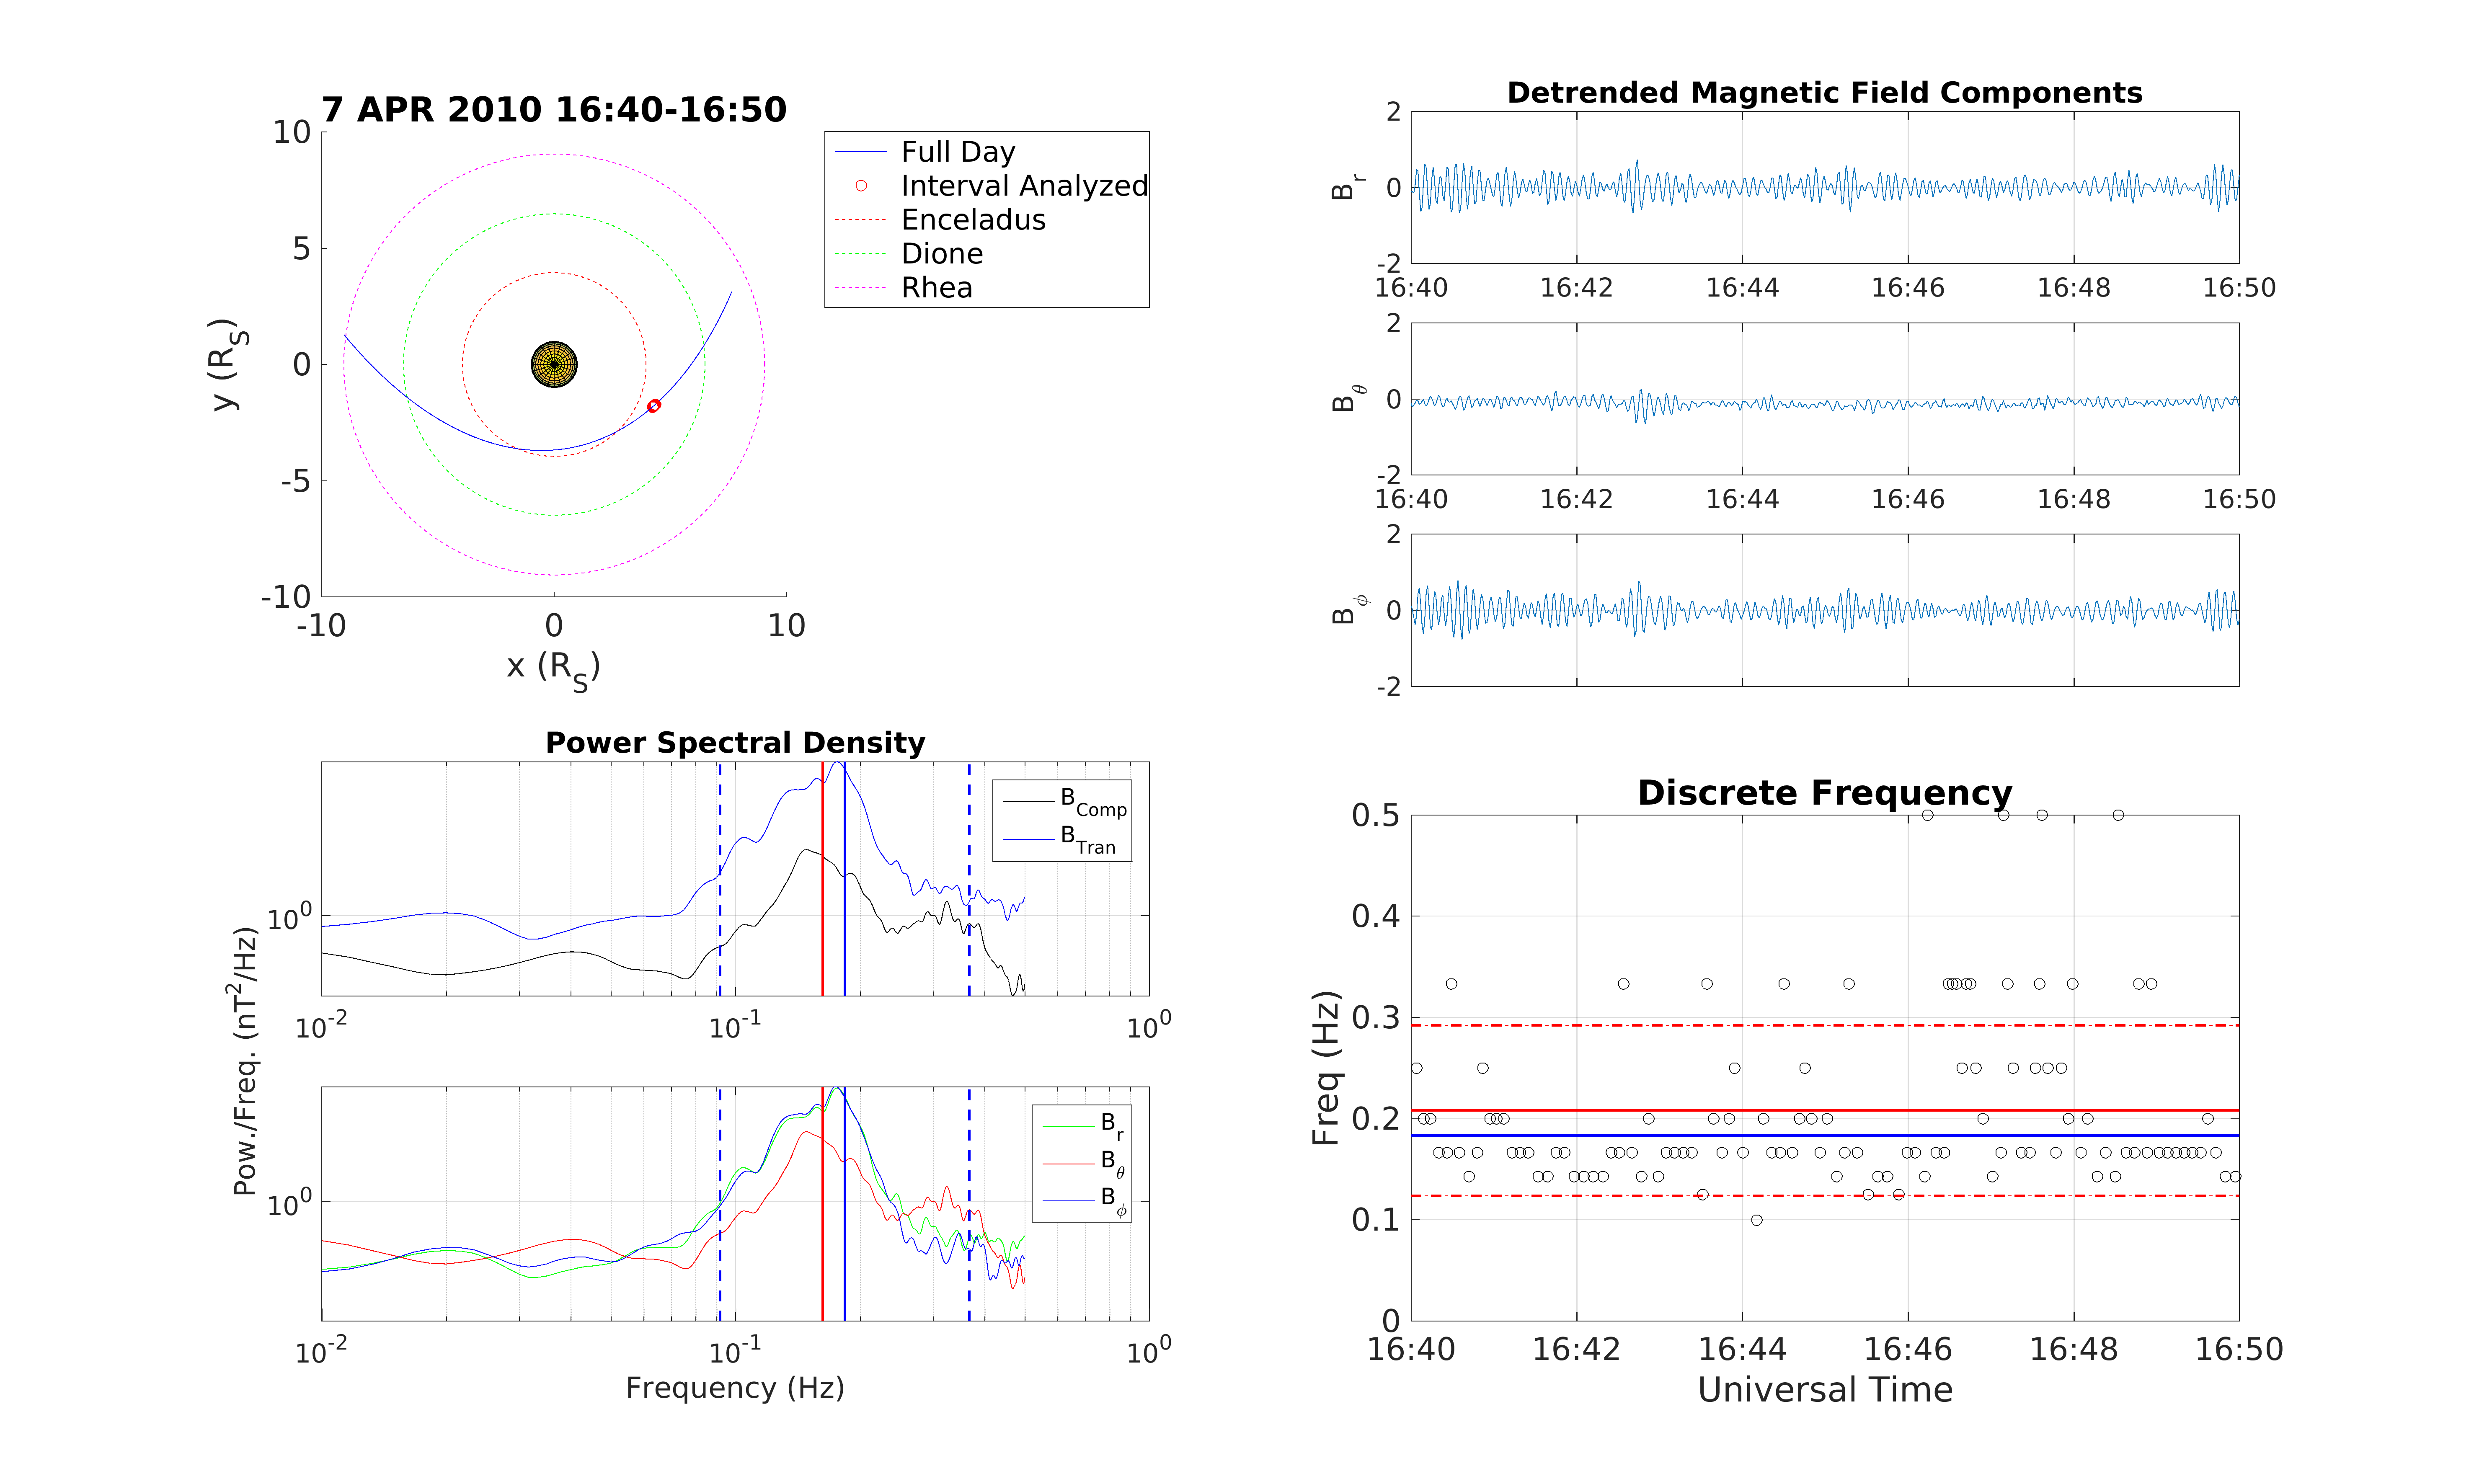 7 APR 2010 16:40-16:50
10
5
0
-5
-10
y (R_S)
-10 0 10
x (R_S)
Full Day
Interval Analyzed
Enceladus
Dione
Rhea
Detrended Magnetic Field Components
2
0
-2
B_r
16:40 16:42 16:44 16:46 16:48 16:50
2
0
-2
B_θ
16:40 16:42 16:44 16:46 16:48 16:50
2
0
-2
B_ϕ
Power Spectral Density
10^0
B_Comp
B_Tran
10^-2 10^-1 10^0
Pow./Freq. (nT^2/Hz)
10^0
B_r
B_θ
B_ϕ
10^-2 10^-1 10^0
Frequency (Hz)
Discrete Frequency
0.5
0.4
0.3
0.2
0.1
0
Freq (Hz)
16:40 16:42 16:44 16:46 16:48 16:50
Universal Time